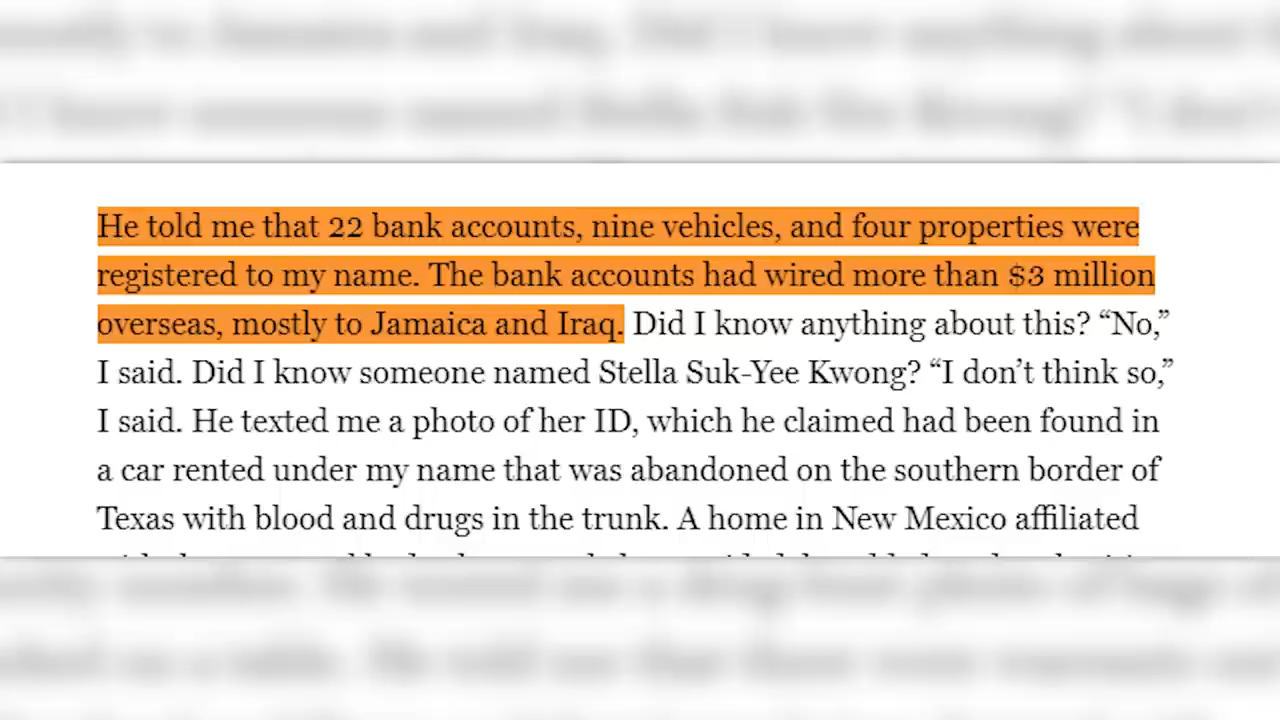 He told me that 22 bank accounts, nine vehicles, and four properties were
registered to my name. The bank accounts had wired more than $3 million
overseas, mostly to Jamaica and Iraq. Did I know anything about this? “No,”
I said. Did I know someone named Stella Suk-Yee Kwong? “I don’t think so,”
I said. He texted me a photo of her ID, which he claimed had been found in
a car rented under my name that was abandoned on the southern border of
Texas with blood and drugs in the trunk. A home in New Mexico affiliated